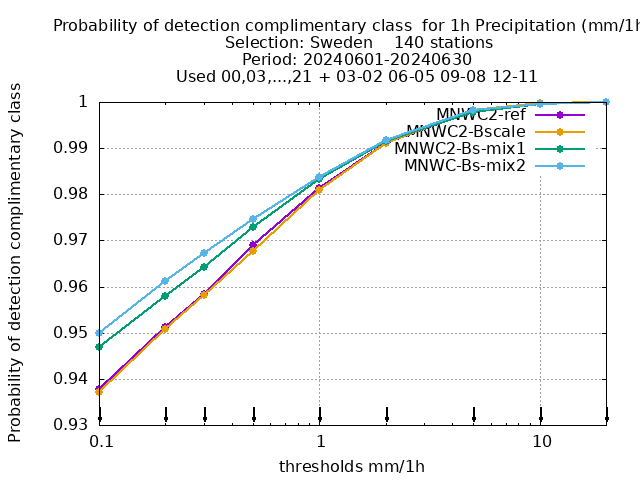 Probability of detection complimentary class  for 1h Precipitation (mm/1h
Selection: Sweden    140 stations
Period: 20240601-20240630
Used 00,03,...,21 + 03-02 06-05 09-08 12-11
Probability of detection complimentary class
1
0.99
0.98
0.97
0.96
0.95
0.94
0.93
MNWC2-ref
MNWC2-Bscale
MNWC2-Bs-mix1
MNWC-Bs-mix2
0.1
1
10
thresholds mm/1h